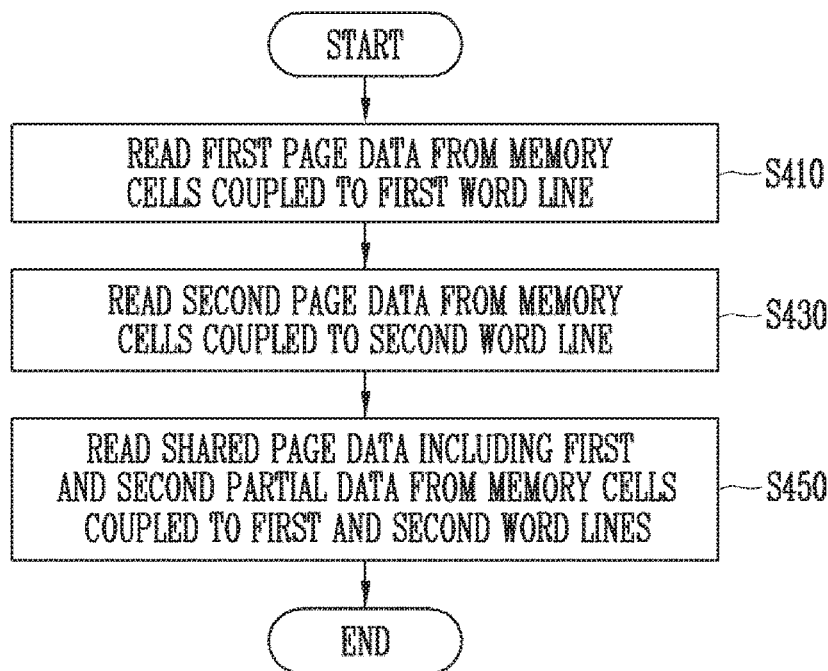 START
READ FIRST PAGE DATA FROM MEMORY
CELLS COUPLED TO FIRST WORD LINE
S410
READ SECOND PAGE DATA FROM MEMORY
CELLS COUPLED TO SECOND WORD LINE
S430
READ SHARED PAGE DATA INCLUDING FIRST
AND SECOND PARTIAL DATA FROM MEMORY CELLS
COUPLED TO FIRST AND SECOND WORD LINES
S450
END